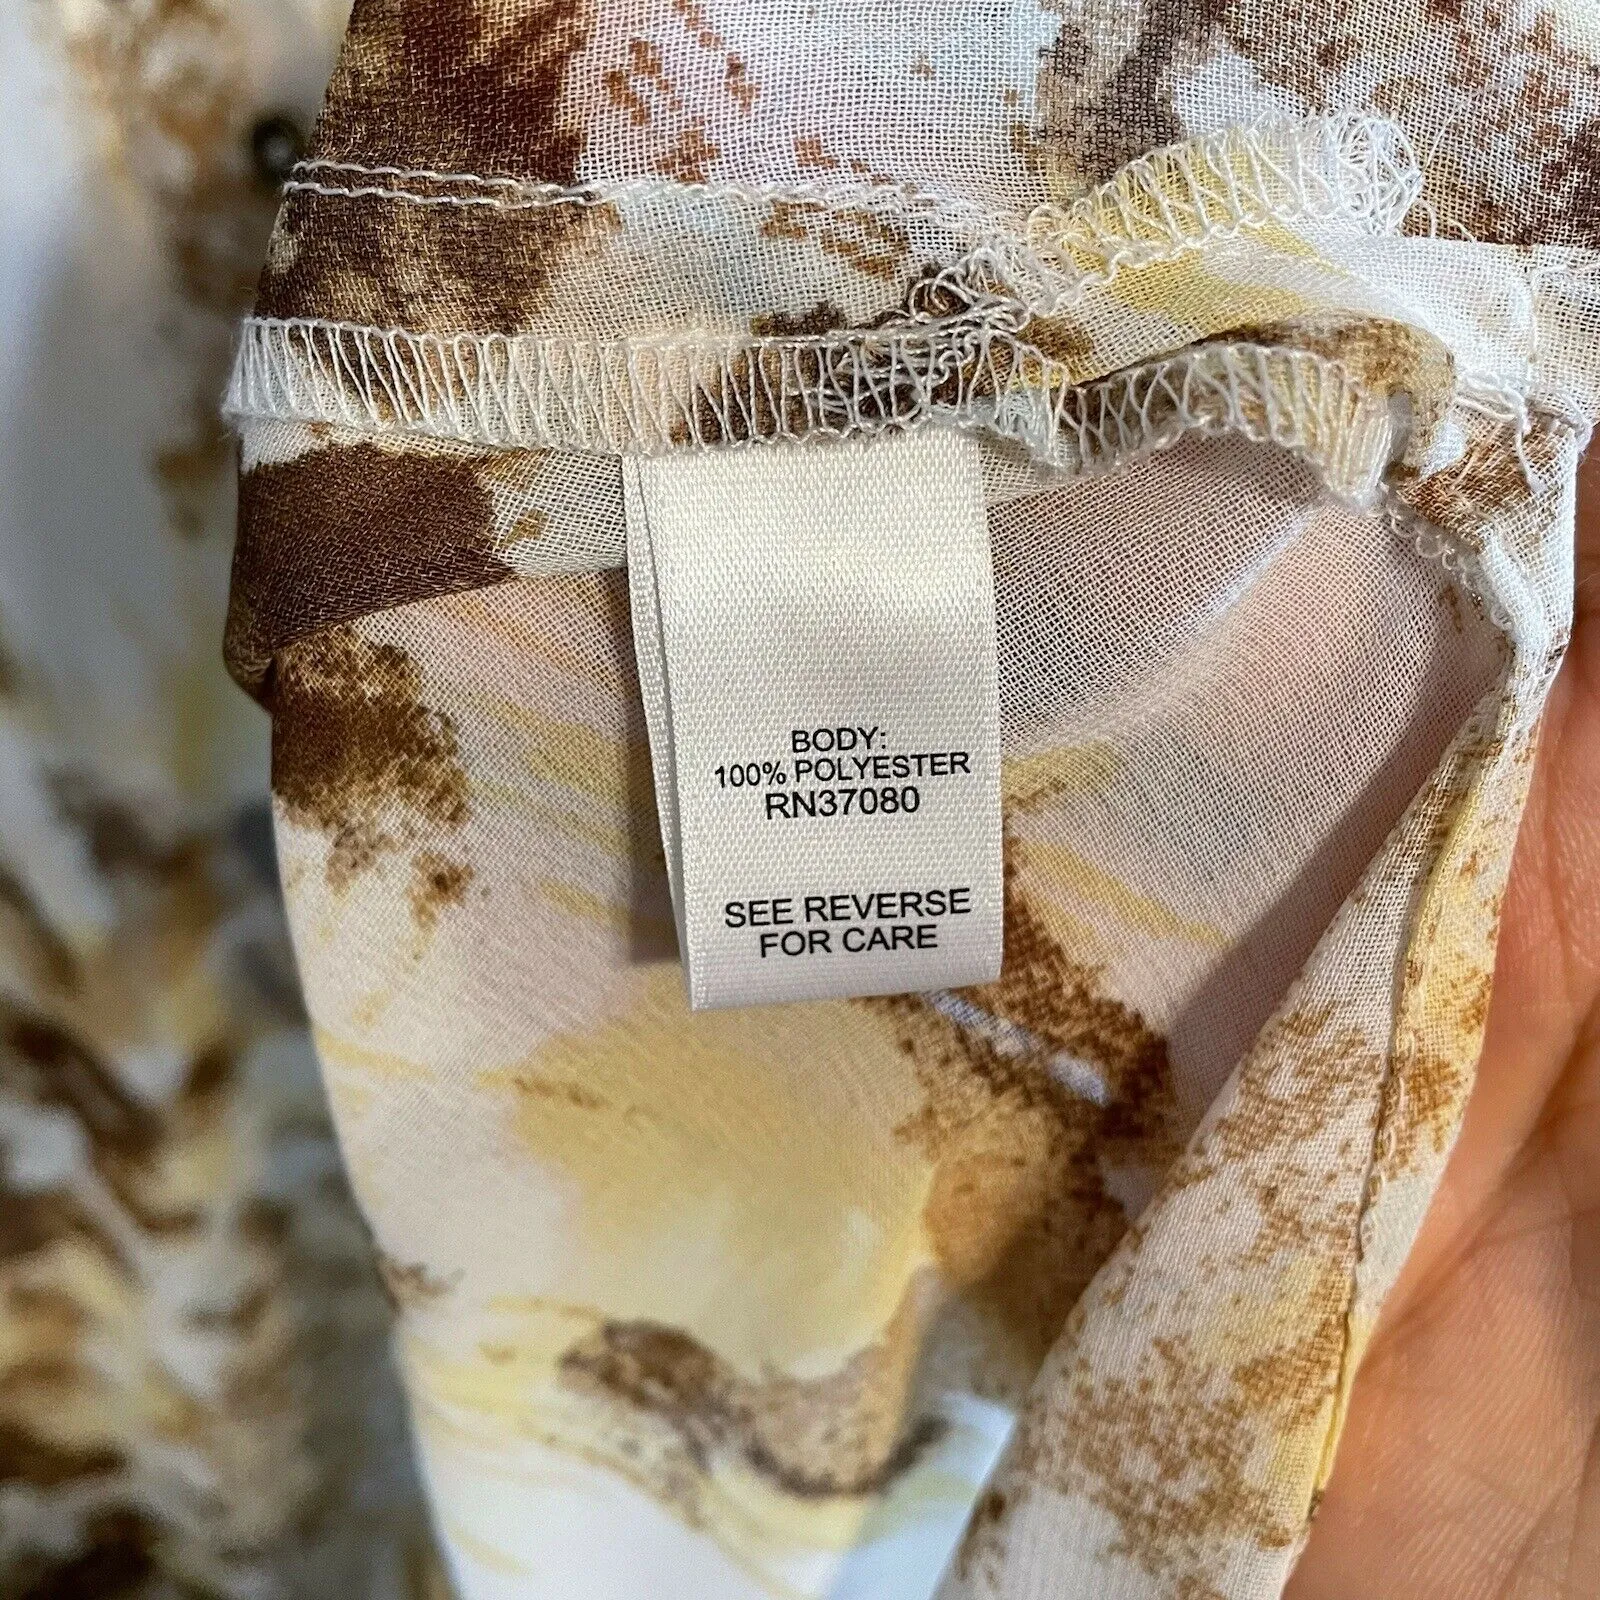 BODY:
100% POLYESTER
RN37080
SEE REVERSE
FOR CARE